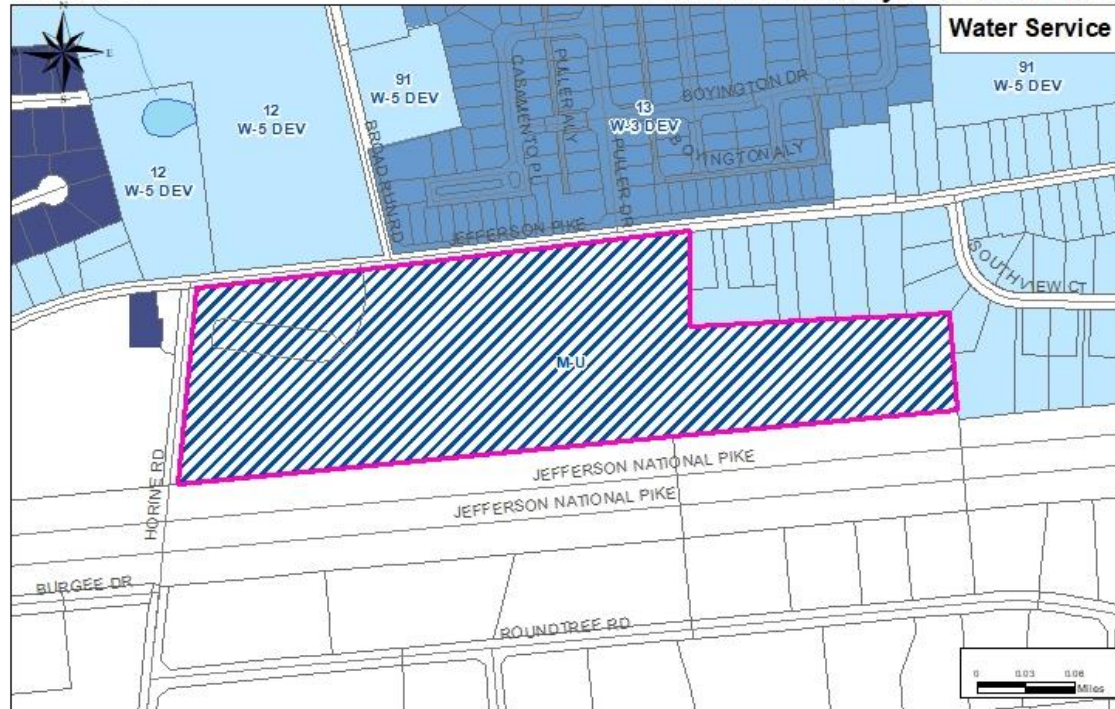 Water Service
N
E
S
91
W-5 DEV
12
W-5 DEV
12
W-5 DEV
13
W-3 DEV
91
W-5 DEV
CASAMENTO PL
PULLER ALY
PULLER DR
BOYINGTON DR
BOYINGTON ALY
BROAD RUN RD
JEFFERSON PIKE
SOUTHVIEW CT
M-U
HORINE RD
JEFFERSON NATIONAL PIKE
JEFFERSON NATIONAL PIKE
BURGEE DR
ROUNDTREE RD
0 0.03 0.06
Miles